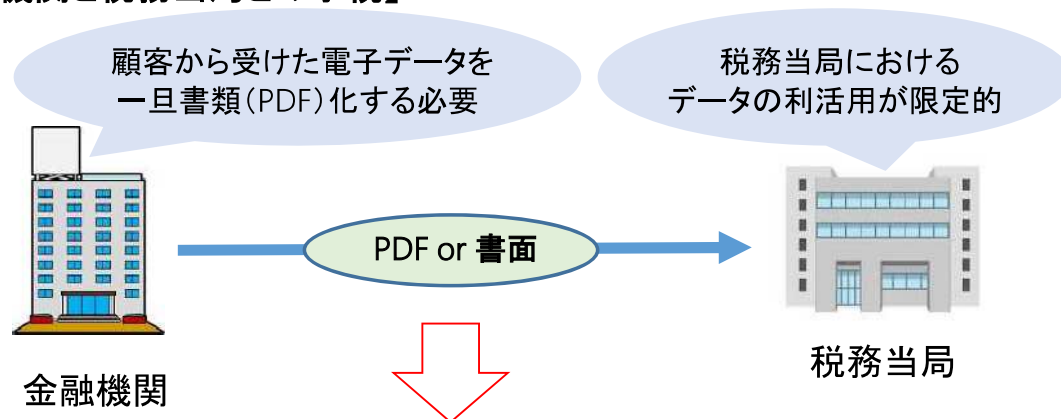 顧客から受けた電子データを
一旦書類(PDF)化する必要
税務当局における
データの利活用が限定的
PDF or 書面
金融機関
税務当局